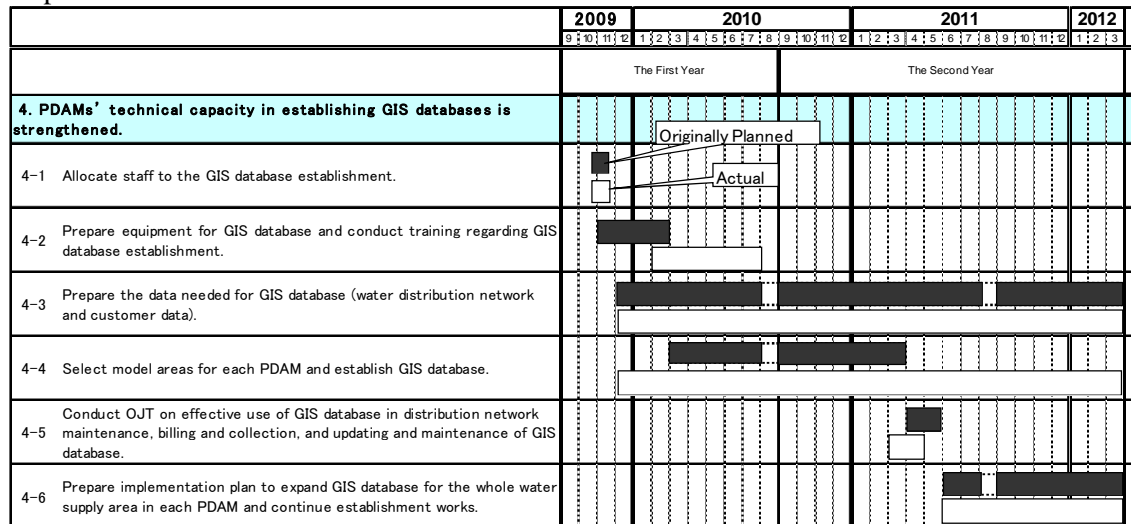 2009 2010 2011 2012
9 10 11 12 1 2 3 4 5 6 7 8 9 10 11 12 1 2 3 4 5 6 7 8 9 10 11 12 1 2 3
The First Year The Second Year
4. PDAMs' technical capacity in establishing GIS databases is
strengthened.
Originally Planned
4-1 Allocate staff to the GIS database establishment.
Actual
4-2 Prepare equipment for GIS database and conduct training regarding GIS
database establishment.
4-3 Prepare the data needed for GIS database (water distribution network
and customer data).
4-4 Select model areas for each PDAM and establish GIS database.
4-5 Conduct OJT on effective use of GIS database in distribution network
maintenance, billing and collection, and updating and maintenance of GIS
database.
4-6 Prepare implementation plan to expand GIS database for the whole water
supply area in each PDAM and continue establishment works.